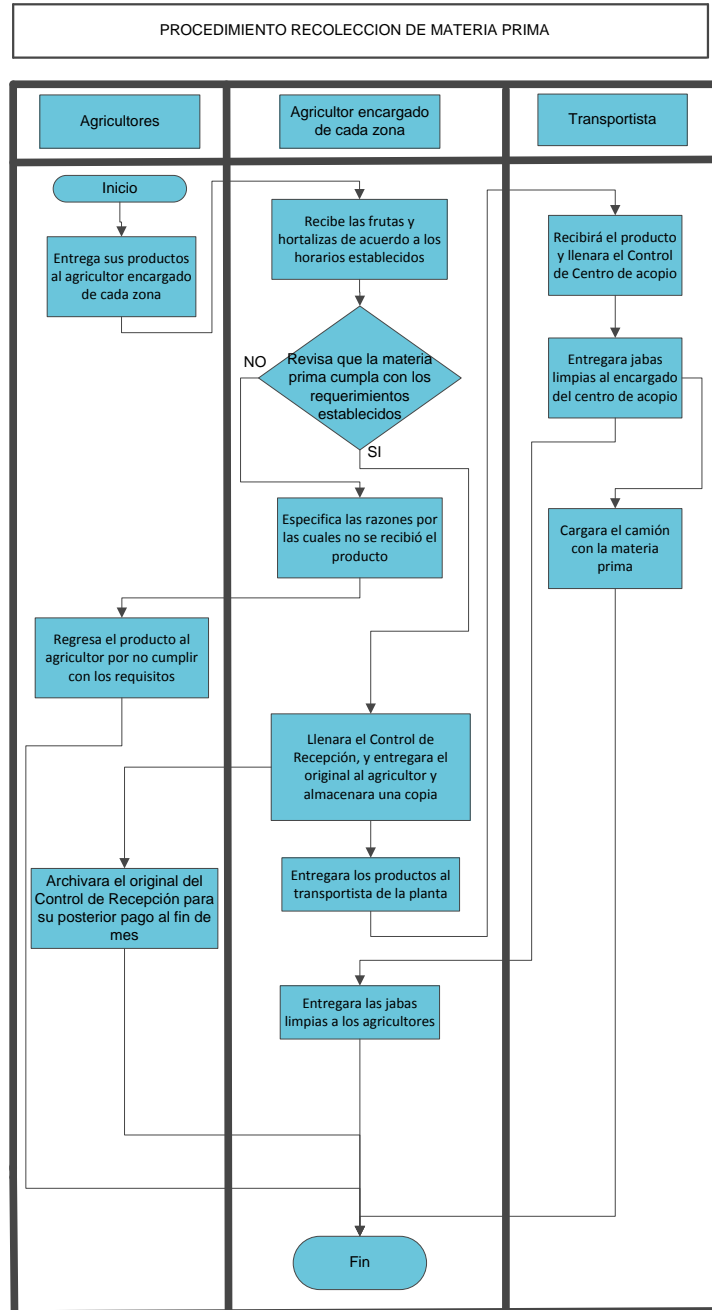 PROCEDIMIENTO RECOLECCION DE MATERIA PRIMA
Agricultores
Agricultor encargado
de cada zona
Transportista
Inicio
Entrega sus productos
al agricultor encargado
de cada zona
Recibe las frutas y
hortalizas de acuerdo a los
horarios establecidos
Recibirá el producto
y llenara el Control
de Centro de acopio
NO
Revisa que la materia
prima cumpla con los
requerimientos
establecidos
SI
Entregara jabas
limpias al encargado
del centro de acopio
Especifica las razones por
las cuales no se recibió el
producto
Cargara el camión
con la materia
prima
Regresa el producto al
agricultor por no cumplir
con los requisitos
Llenara el Control de
Recepción, y entregara el
original al agricultor y
almacenara una copia
Archivara el original del
Control de Recepción para
su posterior pago al fin de
mes
Entregara los productos al
transportista de la planta
Entregara las jabas
limpias a los agricultores
Fin